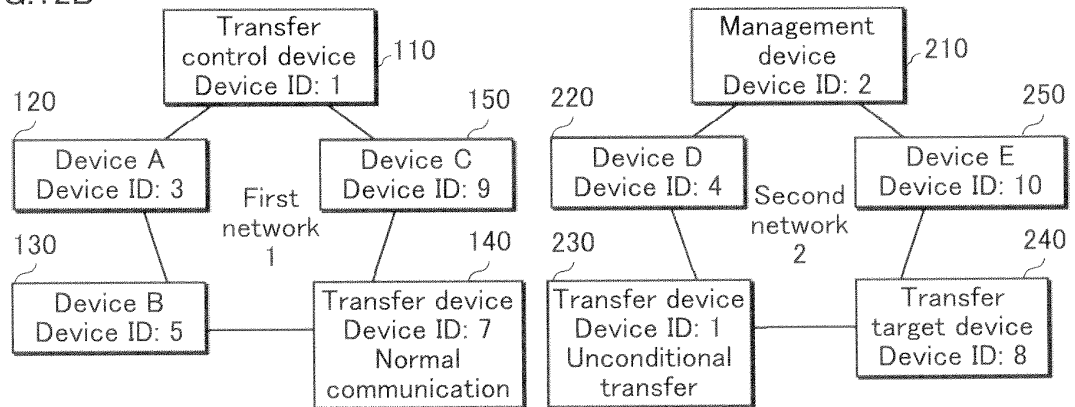 Transfer
control device
Device ID: 1
110
Management
device
Device ID: 2
210
120
Device A
Device ID: 3
150
Device C
Device ID: 9
220
Device D
Device ID: 4
250
Device E
Device ID: 10
First
network
1
Second
network
2
130
Device B
Device ID: 5
140
Transfer device
Device ID: 7
Normal
communication
230
Transfer device
Device ID: 1
Unconditional
transfer
240
Transfer
target device
Device ID: 8